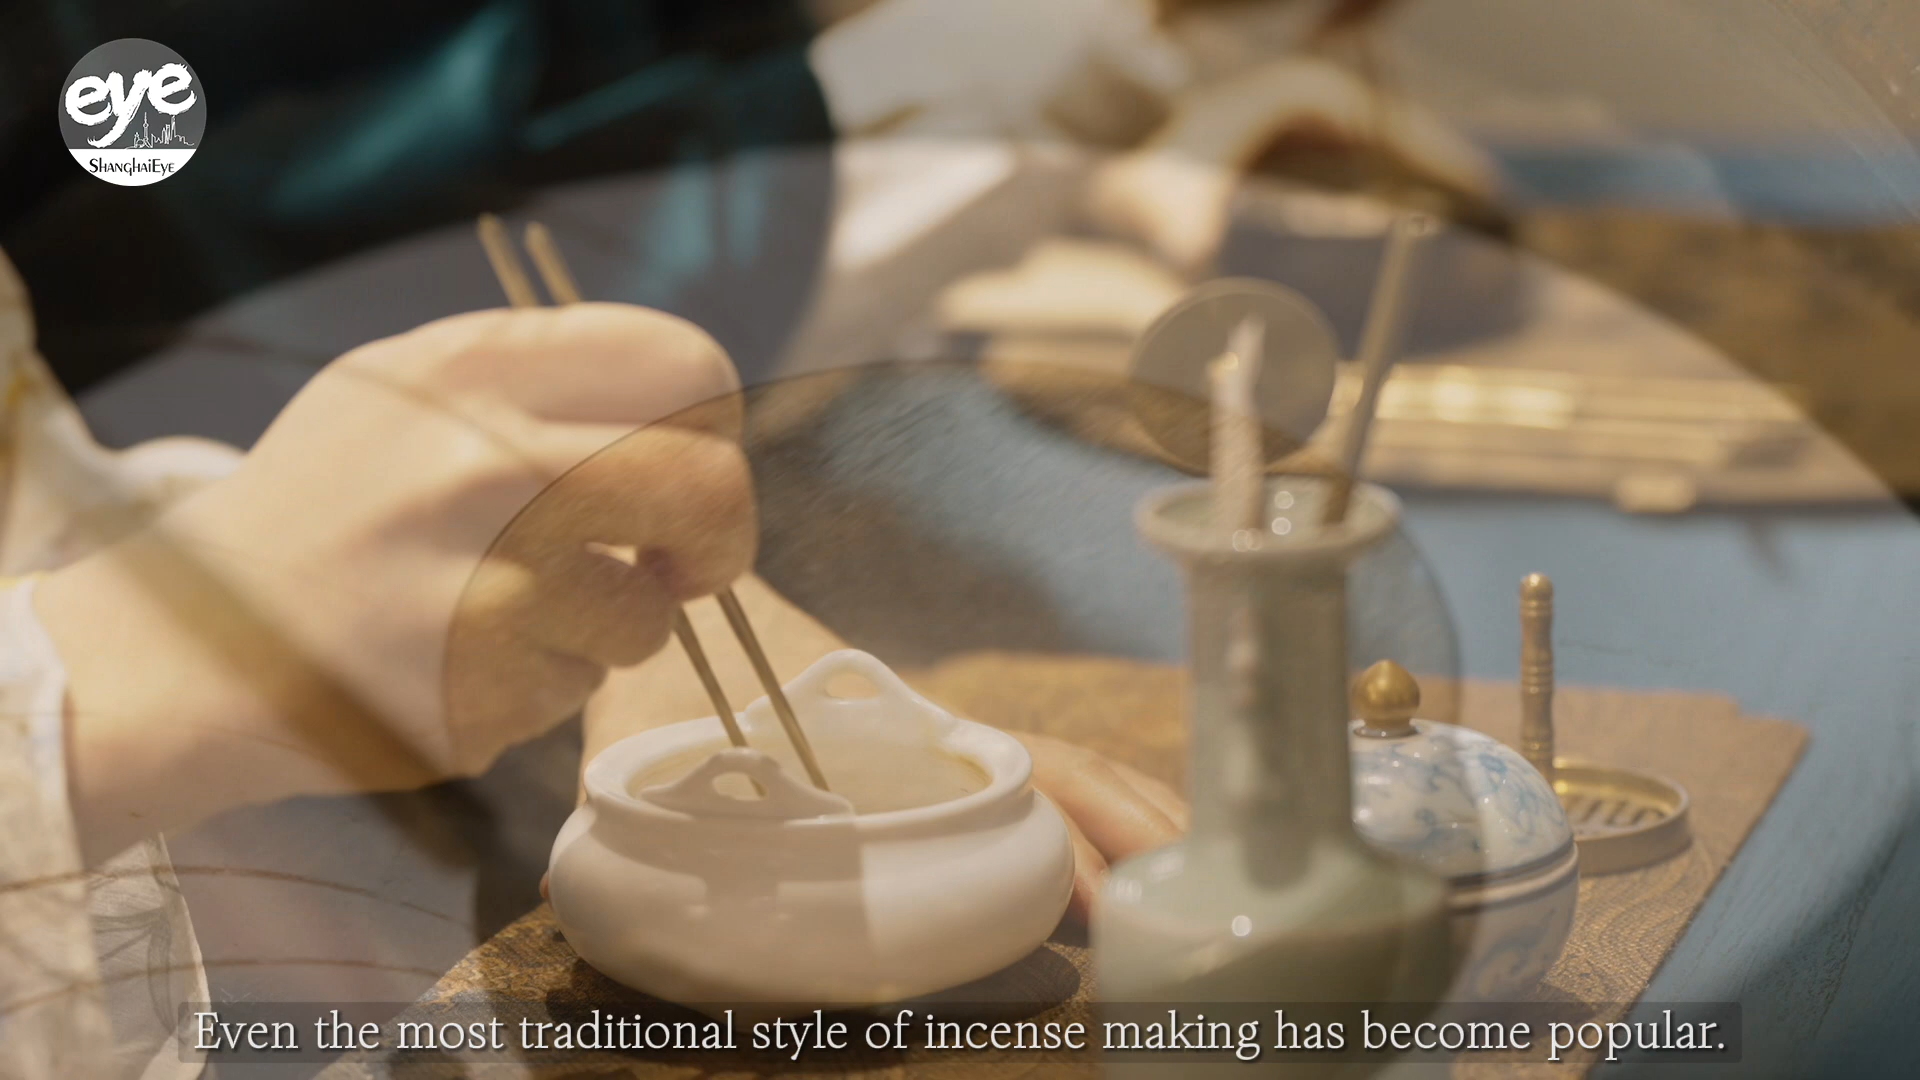 eye
ShanghaiEye
Even the most traditional style of incense making has become popular.